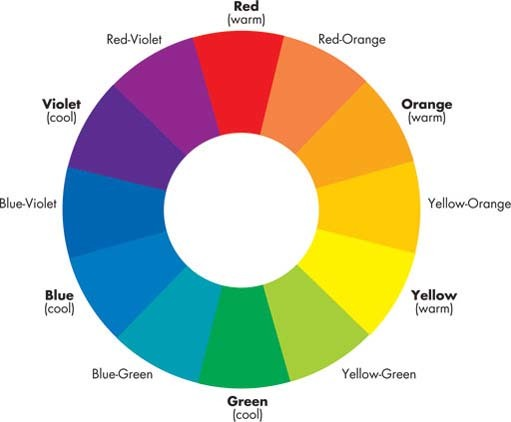 Red
(warm)
Red-Violet
Red-Orange
Violet
(cool)
Orange
(warm)
Blue-Violet
Yellow-Orange
Blue
(cool)
Yellow
(warm)
Blue-Green
Yellow-Green
Green
(cool)